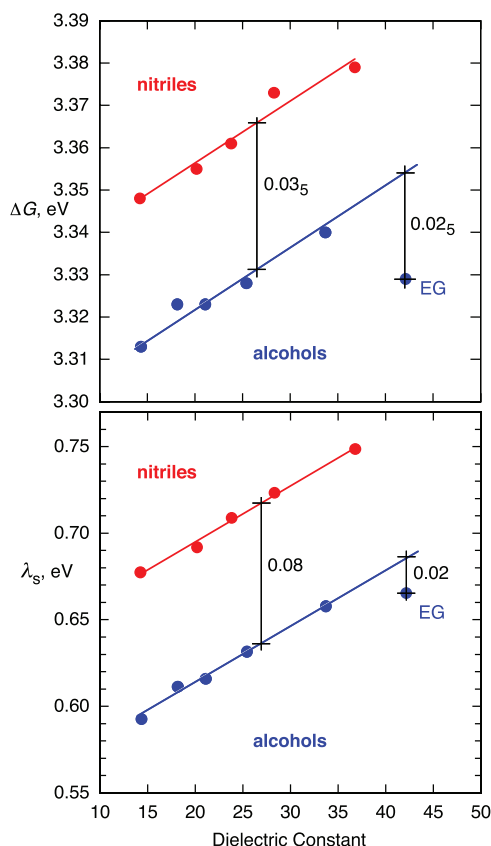 3.39
3.38
nitriles
3.37
3.36
0.03₅
3.35
ΔG, eV
0.02₅
3.34
3.33
EG
3.32
alcohols
3.31
3.30
0.75
nitriles
0.70
λₛ, eV
0.08
0.02
0.65
EG
0.60
alcohols
0.55
10 15 20 25 30 35 40 45 50
Dielectric Constant